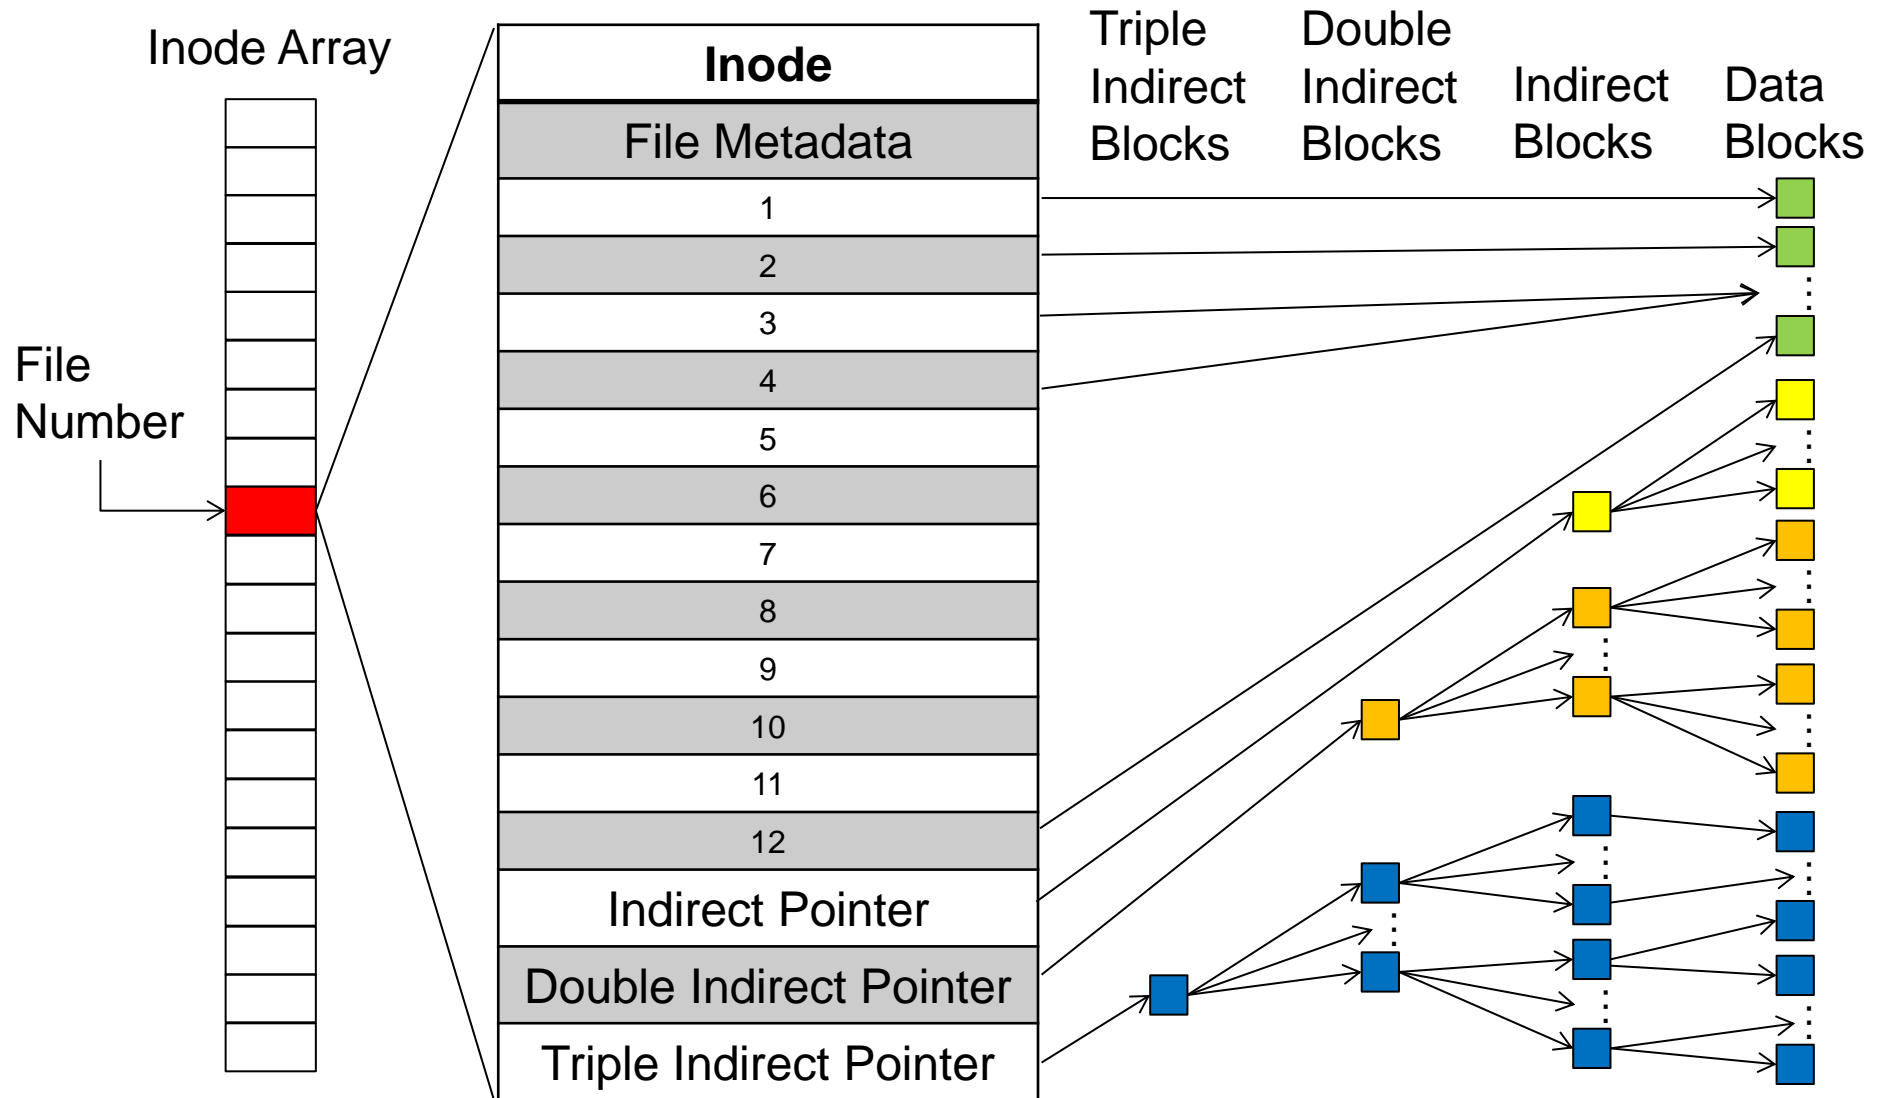 Inode Array
File
Number
Inode
File Metadata
1
2
3
4
5
6
7
8
9
10
11
12
Indirect Pointer
Double Indirect Pointer
Triple Indirect Pointer
Triple
Indirect
Blocks
Double
Indirect
Blocks
Indirect
Blocks
Data
Blocks